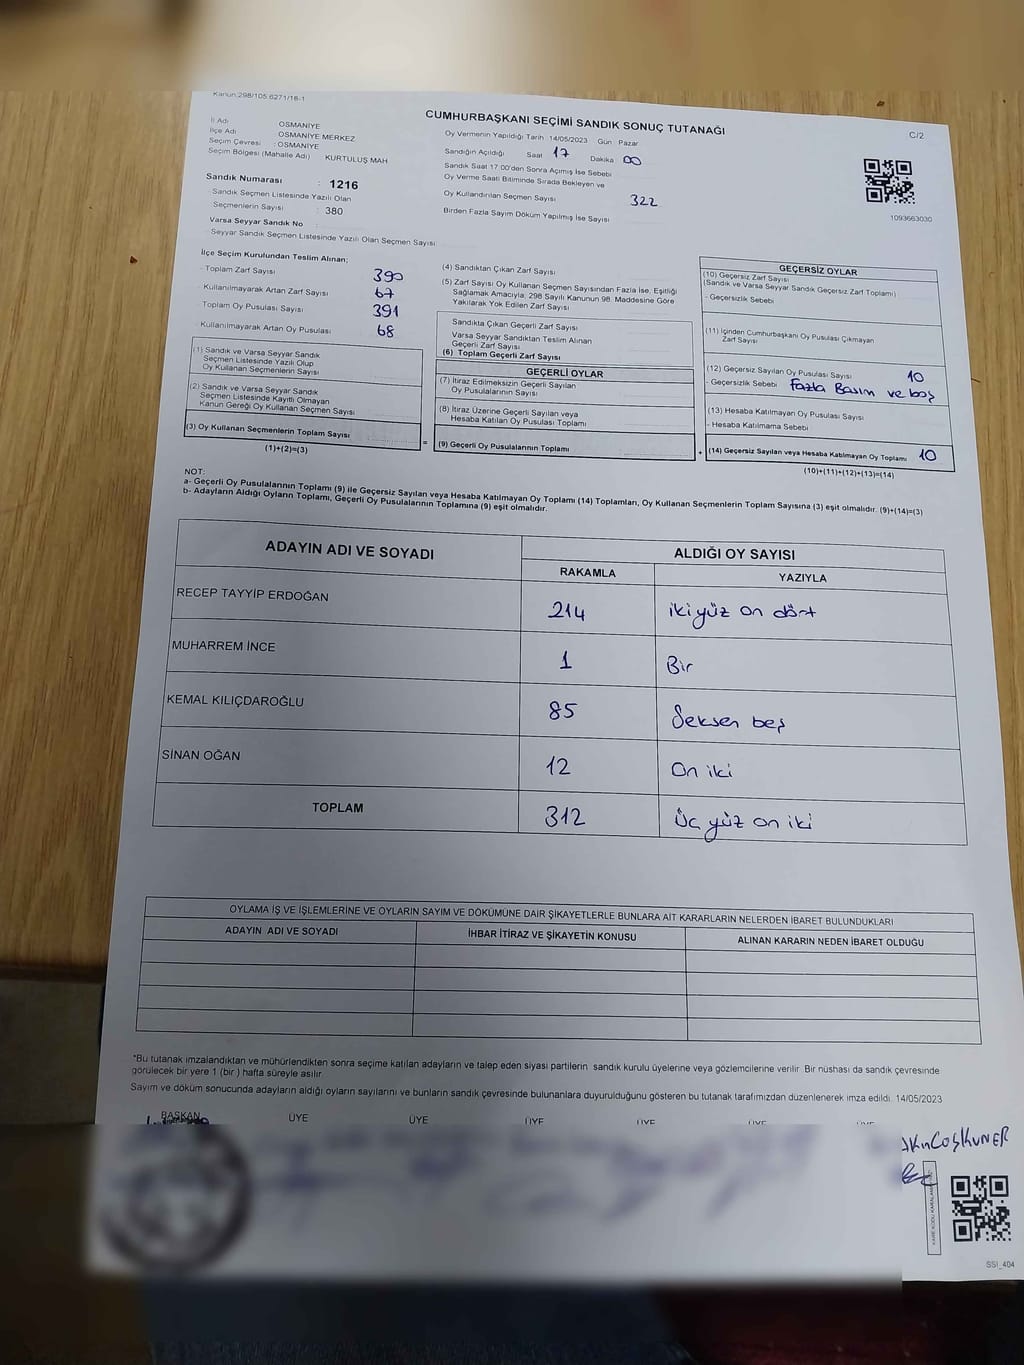 Kanun 298/105 6271/18-1
CUMHURBAŞKANI SEÇİMİ SANDIK SONUÇ TUTANAĞI
C/2
İl Adı OSMANİYE
İlçe Adı OSMANİYE MERKEZ
Seçim Çevresi : OSMANİYE
Seçim Bölgesi (Mahalle Adı) KURTULUŞ MAH
Sandık Numarası : 1216
Sandık Seçmen Listesinde Yazılı Olan
Seçmenlerin Sayısı : 380
Varsa Seyyar Sandık No :
Seyyar Sandık Seçmen Listesinde Yazılı Olan Seçmen Sayısı
Oy Vermenin Yapıldığı Tarih 14/05/2023 Gün Pazar
Sandığın Açıldığı Saat 17 Dakika 00
Sandık Saat 17:00'den Sonra Açımış İse Sebebi
Oy Verme Saati Bitiminde Sırada Bekleyen ve
Oy Kullandırılan Seçmen Sayısı 322
Birden Fazla Sayım Döküm Yapılmış İse Sayısı
1093663030
İlçe Seçim Kurulundan Teslim Alınan;
- Toplam Zarf Sayısı 390
- Kullanılmayarak Artan Zarf Sayısı 67
- Toplam Oy Pusulası Sayısı 391
- Kullanılmayarak Artan Oy Pusulası 68
(1) Sandık ve Varsa Seyyar Sandık
Seçmen Listesinde Yazılı Olup
Oy Kullanan Seçmenlerin Sayısı
(2) Sandık ve Varsa Seyyar Sandık
Seçmen Listesinde Kayıtlı Olmayan
Kanun Gereği Oy Kullanan Seçmen Sayısı
(3) Oy Kullanan Seçmenlerin Toplam Sayısı
(1)+(2)=(3)
=
(4) Sandıktan Çıkan Zarf Sayısı
(5) Zarf Sayısı Oy Kullanan Seçmen Sayısından Fazla İse, Eşitliği
Sağlamak Amacıyla, 298 Sayılı Kanunun 98. Maddesine Göre
Yakılarak Yok Edilen Zarf Sayısı
Sandıkta Çıkan Geçerli Zarf Sayısı
Varsa Seyyar Sandıktan Teslim Alınan
Geçerli Zarf Sayısı
(6) Toplam Geçerli Zarf Sayısı
GEÇERLİ OYLAR
(7) İtiraz Edilmeksizin Geçerli Sayılan
Oy Pusulalarının Sayısı
(8) İtiraz Üzerine Geçerli Sayılan veya
Hesaba Katılan Oy Pusulası Toplamı
(9) Geçerli Oy Pusulalarının Toplamı
+
GEÇERSİZ OYLAR
(10) Geçersiz Zarf Sayısı
(Sandık ve Varsa Seyyar Sandık Geçersiz Zarf Toplamı)
- Geçersizlik Sebebi
(11) İçinden Cumhurbaşkanı Oy Pusulası Çıkmayan
Zarf Sayısı
(12) Geçersiz Sayılan Oy Pusulası Sayısı 10
- Geçersizlik Sebebi Fazla Basım ve boş
(13) Hesaba Katılmayan Oy Pusulası Sayısı
- Hesaba Katılmama Sebebi
(14) Geçersiz Sayılan veya Hesaba Katılmayan Oy Toplamı 10
(10)+(11)+(12)+(13)=(14)
NOT:
a- Geçerli Oy Pusulalarının Toplamı (9) ile Geçersiz Sayılan veya Hesaba Katılmayan Oy Toplamı (14) Toplamları, Oy Kullanan Seçmenlerin Toplam Sayısına (3) eşit olmalıdır. (9)+(14)=(3)
b- Adayların Aldığı Oyların Toplamı, Geçerli Oy Pusulalarının Toplamına (9) eşit olmalıdır.
ADAYIN ADI VE SOYADI ALDIĞI OY SAYISI
RAKAMLA YAZIYLA
RECEP TAYYİP ERDOĞAN 214 ikiyüz on dört
MUHARREM İNCE 1 Bir
KEMAL KILIÇDAROĞLU 85 Seksen beş
SİNAN OĞAN 12 On iki
TOPLAM 312 Üç yüz on iki
OYLAMA İŞ VE İŞLEMLERİNE VE OYLARIN SAYIM VE DÖKÜMÜNE DAİR ŞİKAYETLERLE BUNLARA AİT KARARLARIN NELERDEN İBARET BULUNDUKLARI
ADAYIN ADI VE SOYADI İHBAR İTİRAZ VE ŞİKAYETİN KONUSU ALINAN KARARIN NEDEN İBARET OLDUĞU
*Bu tutanak imzalandıktan ve mühürlendikten sonra seçime katılan adayların ve talep eden siyasi partilerin sandık kurulu üyelerine veya gözlemcilerine verilir. Bir nüshası da sandık çevresinde
görülecek bir yere 1 (bir) hafta süreyle asılır.
Sayım ve döküm sonucunda adayların aldığı oyların sayılarını ve bunların sandık çevresinde bulunanlara duyurulduğunu gösteren bu tutanak tarafımızdan düzenlenerek imza edildi. 14/05/2023
BAŞKAN ÜYE ÜYE ÜYE ÜYE ÜYE ÜYE
COŞKUNER
SSI_404